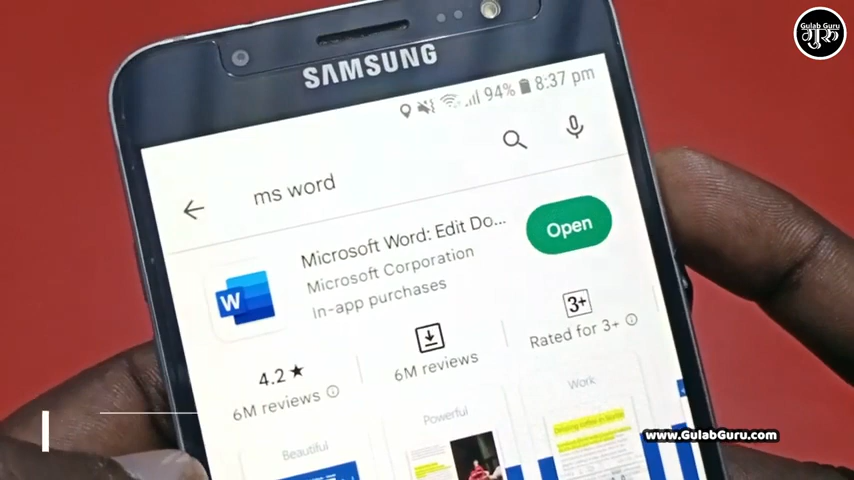 Gulab Guru
गुरु
SAMSUNG
94% 8:37 pm
ms word
Microsoft Word: Edit Do...
Microsoft Corporation
In-app purchases
Open
W
4.2 ★
6M reviews
6M reviews
3+
Rated for 3+
Beautiful
Powerful
Work
www.GulabGuru.com